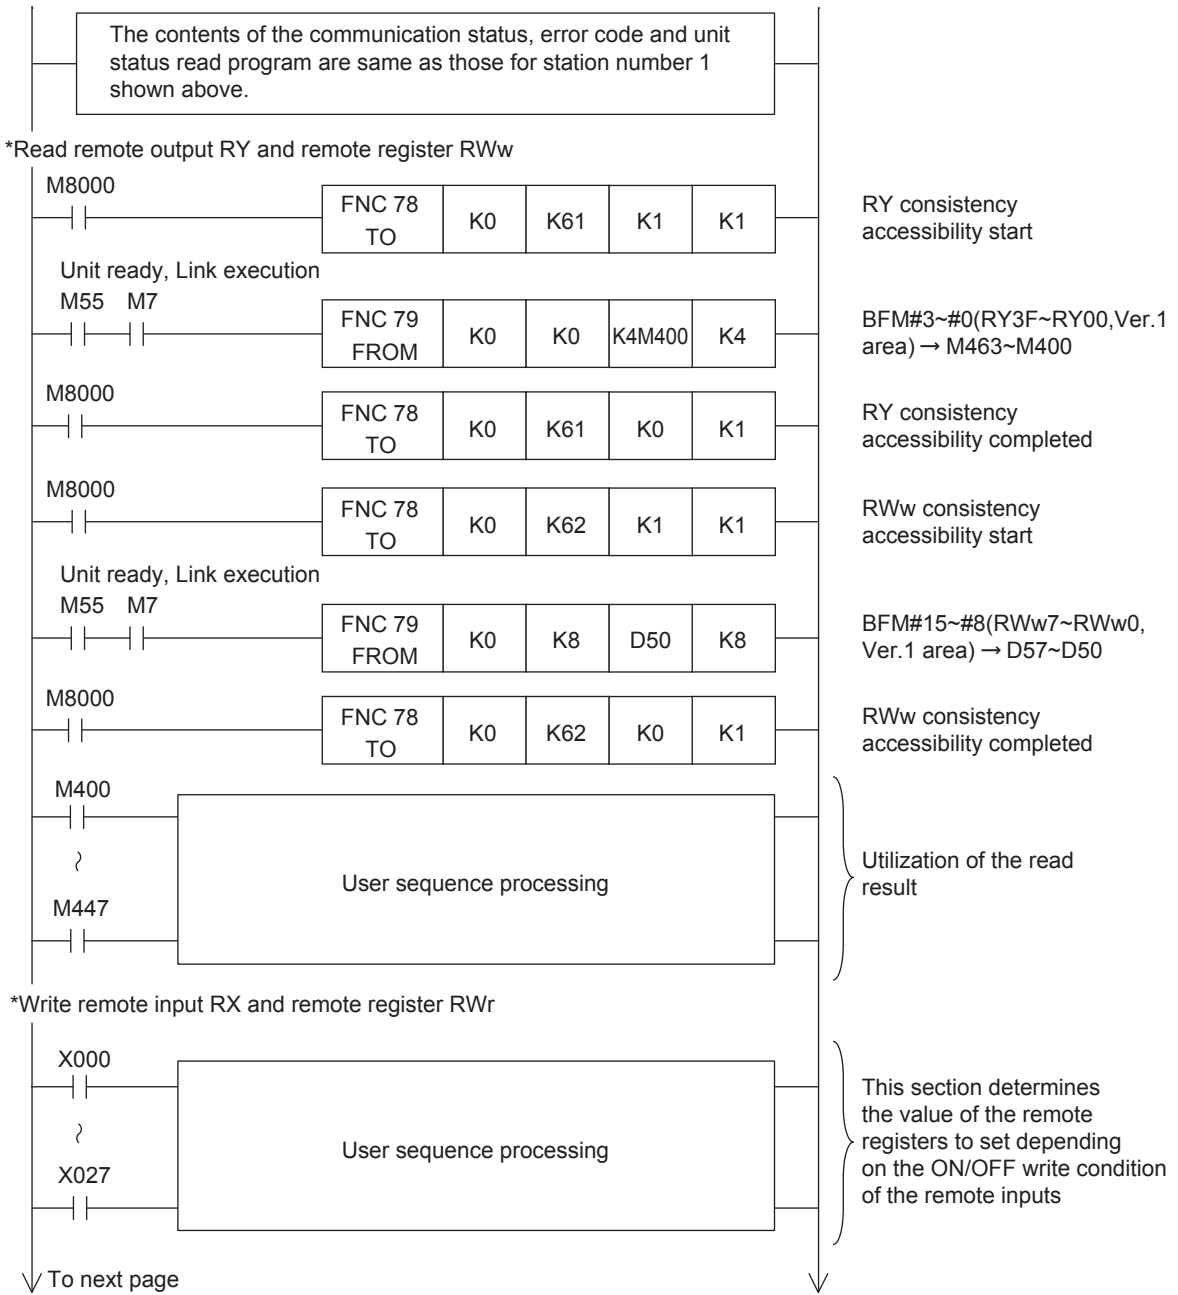 The contents of the communication status, error code and unit
status read program are same as those for station number 1
shown above.
*Read remote output RY and remote register RWw
M8000
FNC 78
TO
K0
K61
K1
K1
RY consistency
accessibility start
Unit ready, Link execution
M55 M7
FNC 79
FROM
K0
K0
K4M400
K4
BFM#3~#0(RY3F~RY00,Ver.1
area) → M463~M400
M8000
FNC 78
TO
K0
K61
K0
K1
RY consistency
accessibility completed
M8000
FNC 78
TO
K0
K62
K1
K1
RWw consistency
accessibility start
Unit ready, Link execution
M55 M7
FNC 79
FROM
K0
K8
D50
K8
BFM#15~#8(RWw7~RWw0,
Ver.1 area) → D57~D50
M8000
FNC 78
TO
K0
K62
K0
K1
RWw consistency
accessibility completed
M400
~
M447
User sequence processing
Utilization of the read
result
*Write remote input RX and remote register RWr
X000
~
X027
User sequence processing
This section determines
the value of the remote
registers to set depending
on the ON/OFF write condition
of the remote inputs
To next page